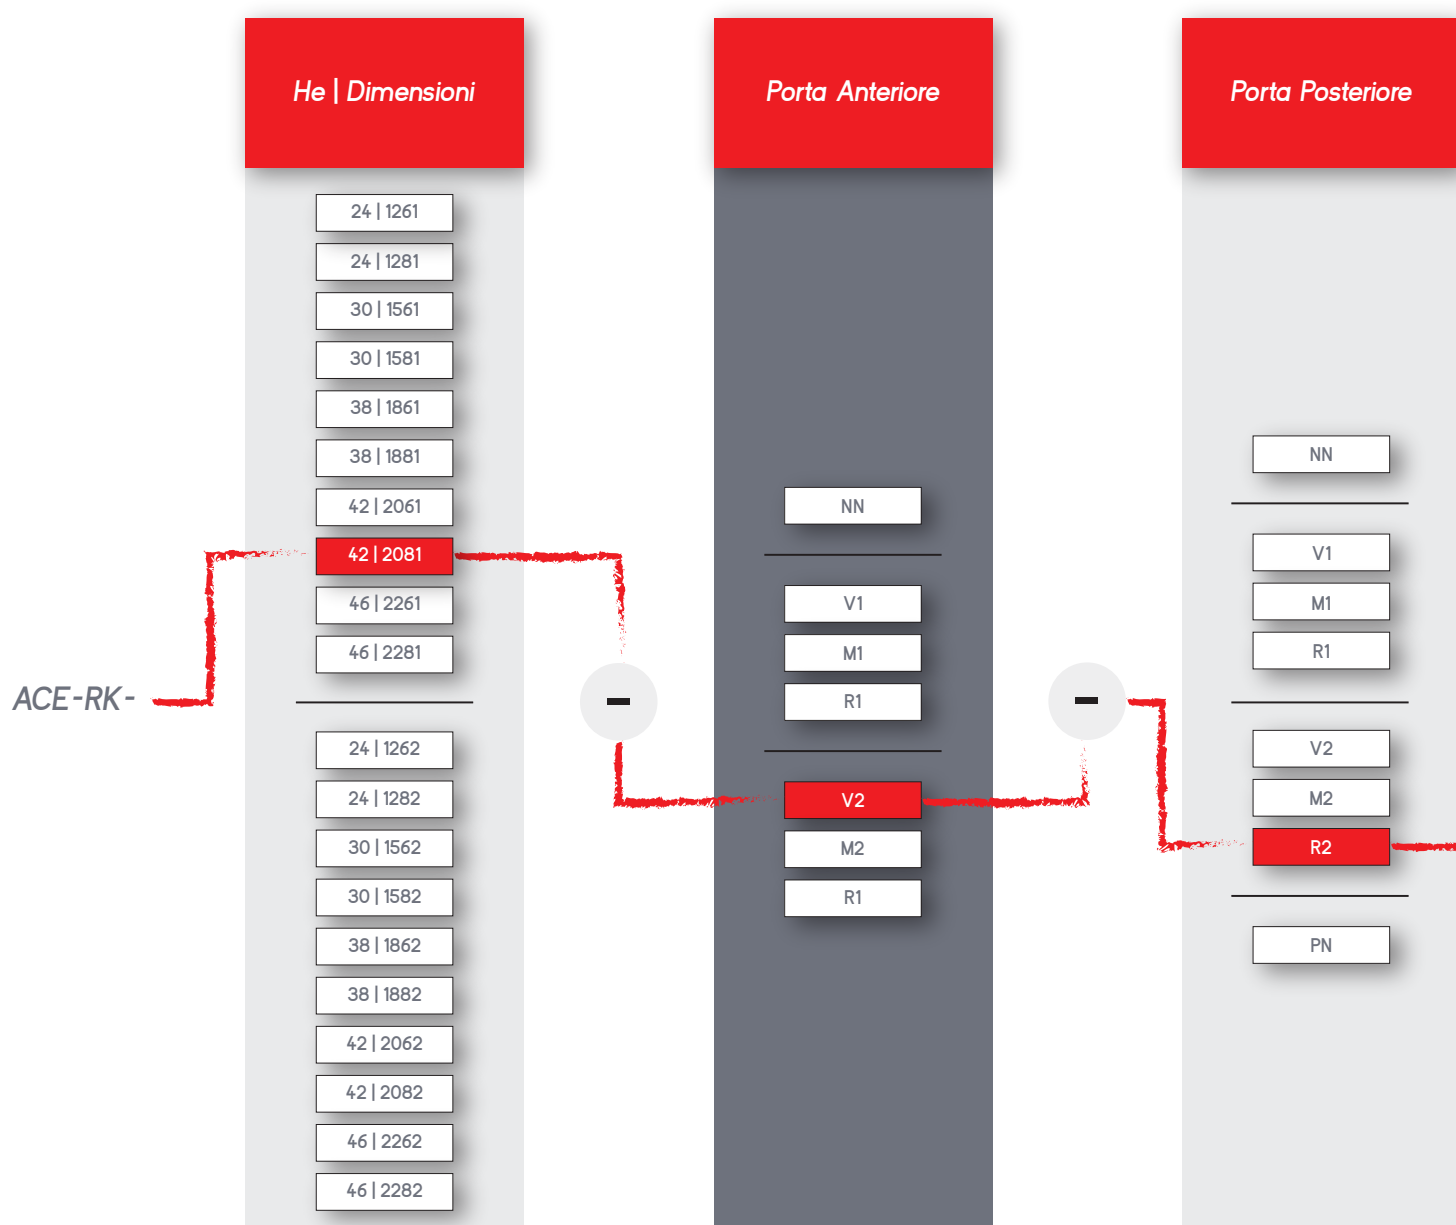 ACE-RK-
He | Dimensioni
24 | 1261
24 | 1281
30 | 1561
30 | 1581
38 | 1861
38 | 1881
42 | 2061
42 | 2081
46 | 2261
46 | 2281
24 | 1262
24 | 1282
30 | 1562
30 | 1582
38 | 1862
38 | 1882
42 | 2062
42 | 2082
46 | 2262
46 | 2282
-
Porta Anteriore
NN
V1
M1
R1
V2
M2
R1
-
Porta Posteriore
NN
V1
M1
R1
V2
M2
R2
PN